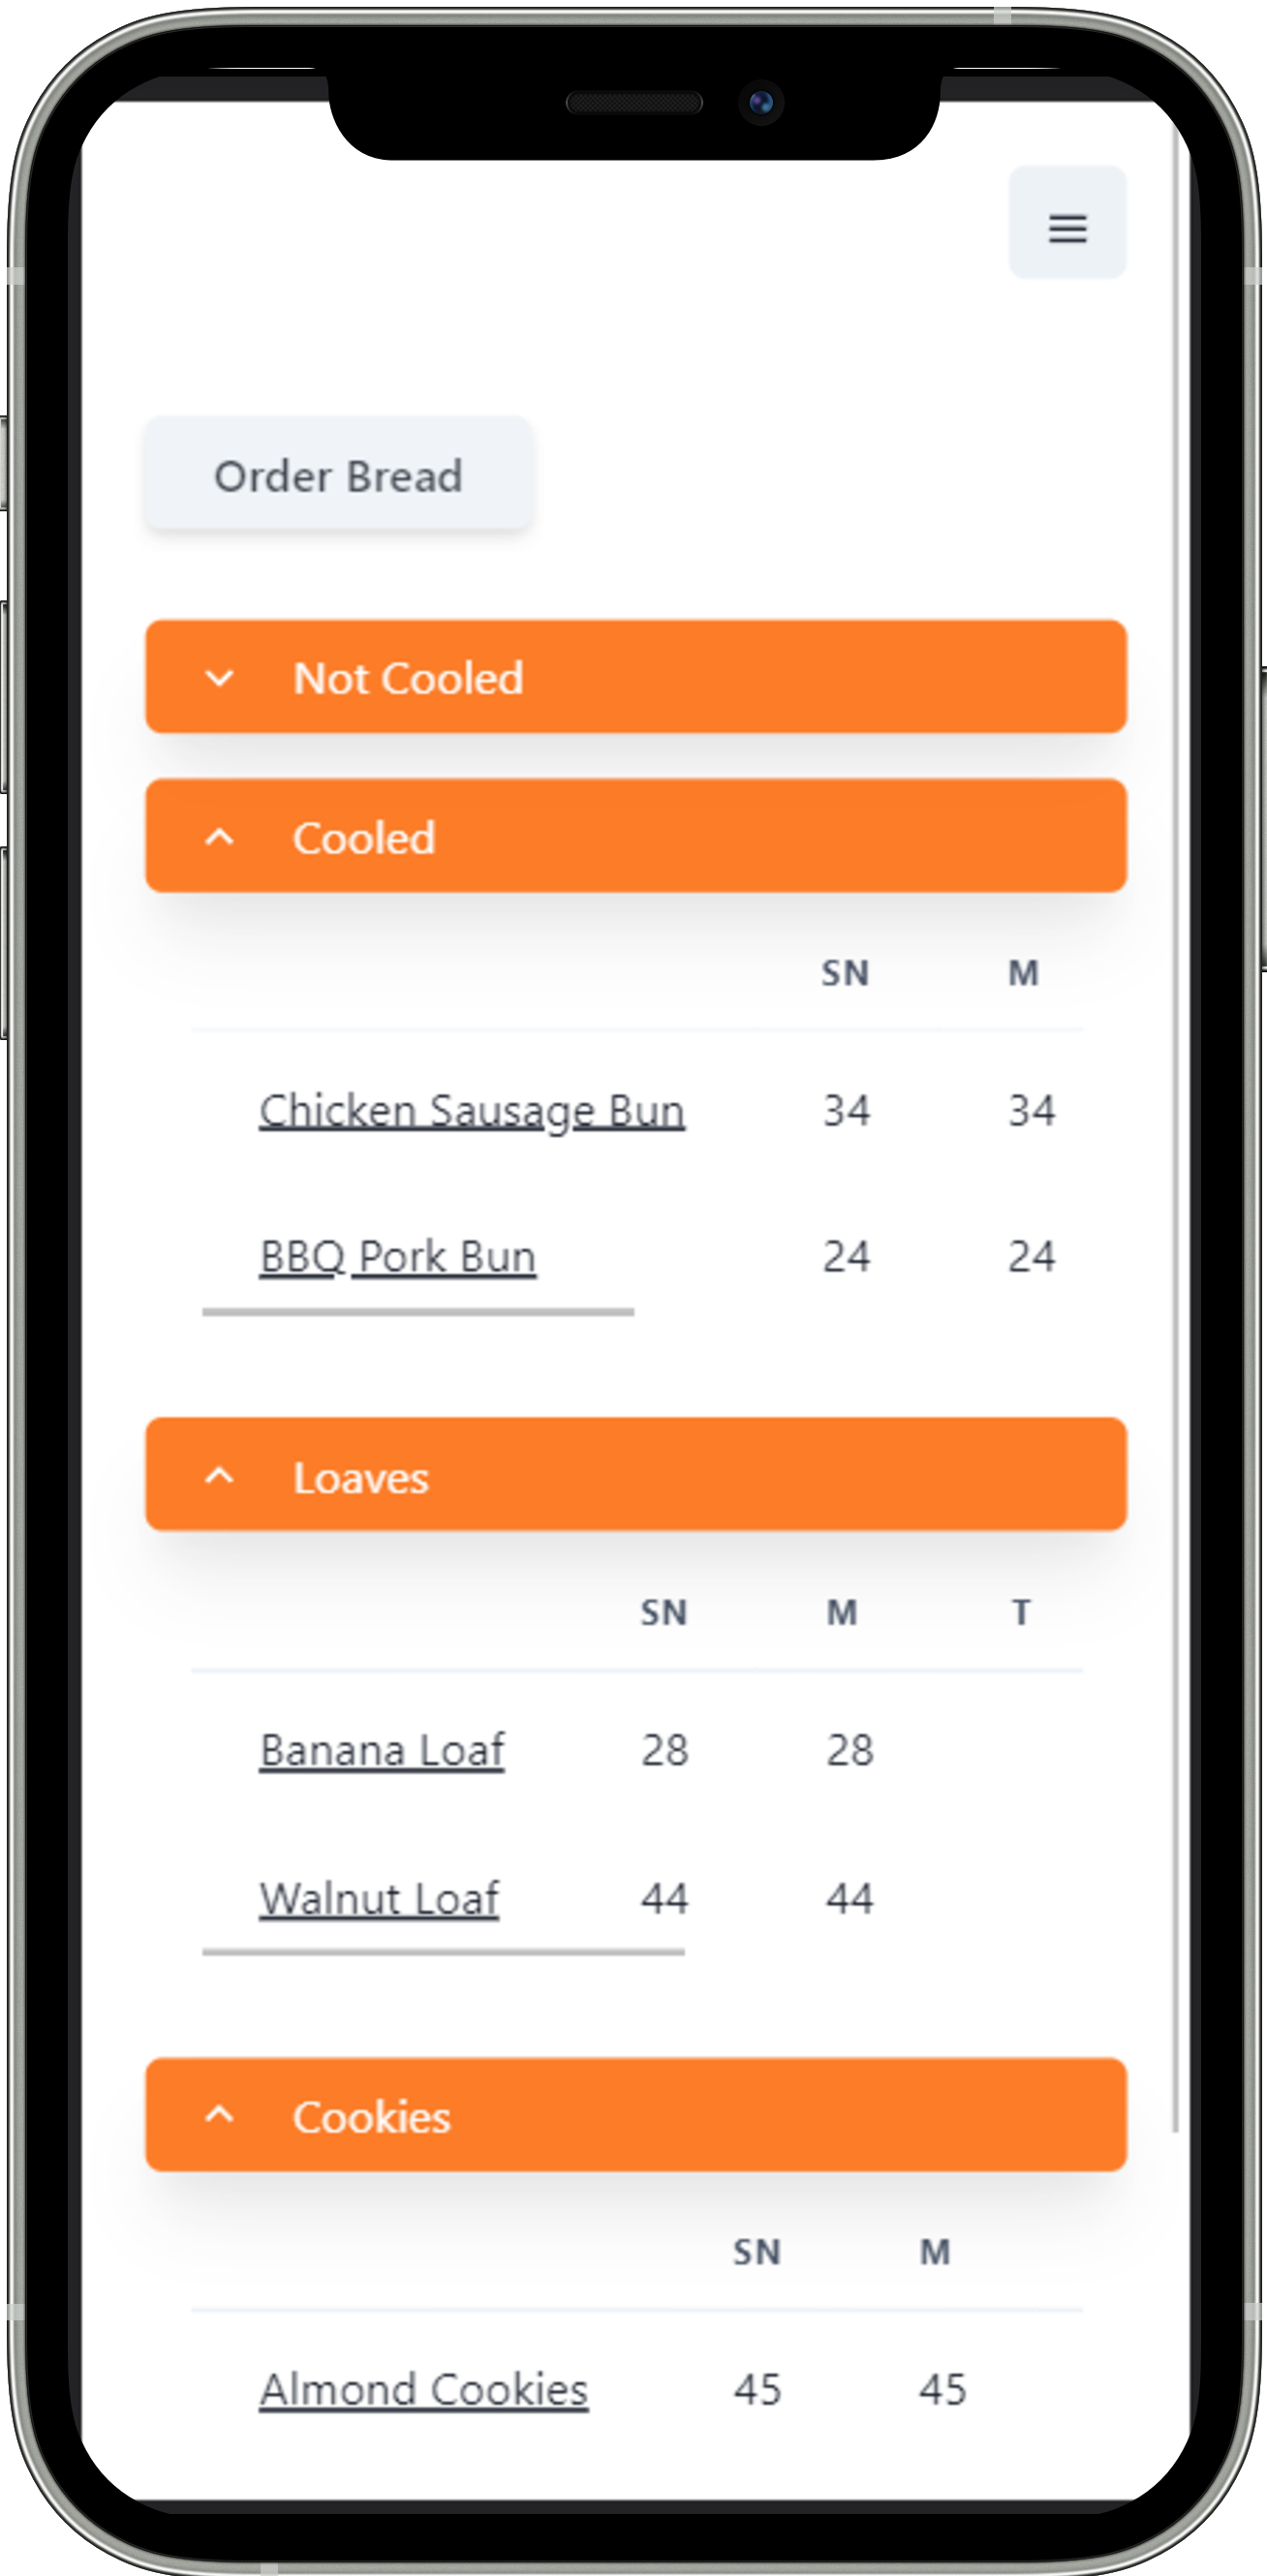 Order Bread
Not Cooled
Cooled
SN M
Chicken Sausage Bun 34 34
BBQ Pork Bun 24 24
Loaves
SN M T
Banana Loaf 28 28
Walnut Loaf 44 44
Cookies
SN M
Almond Cookies 45 45